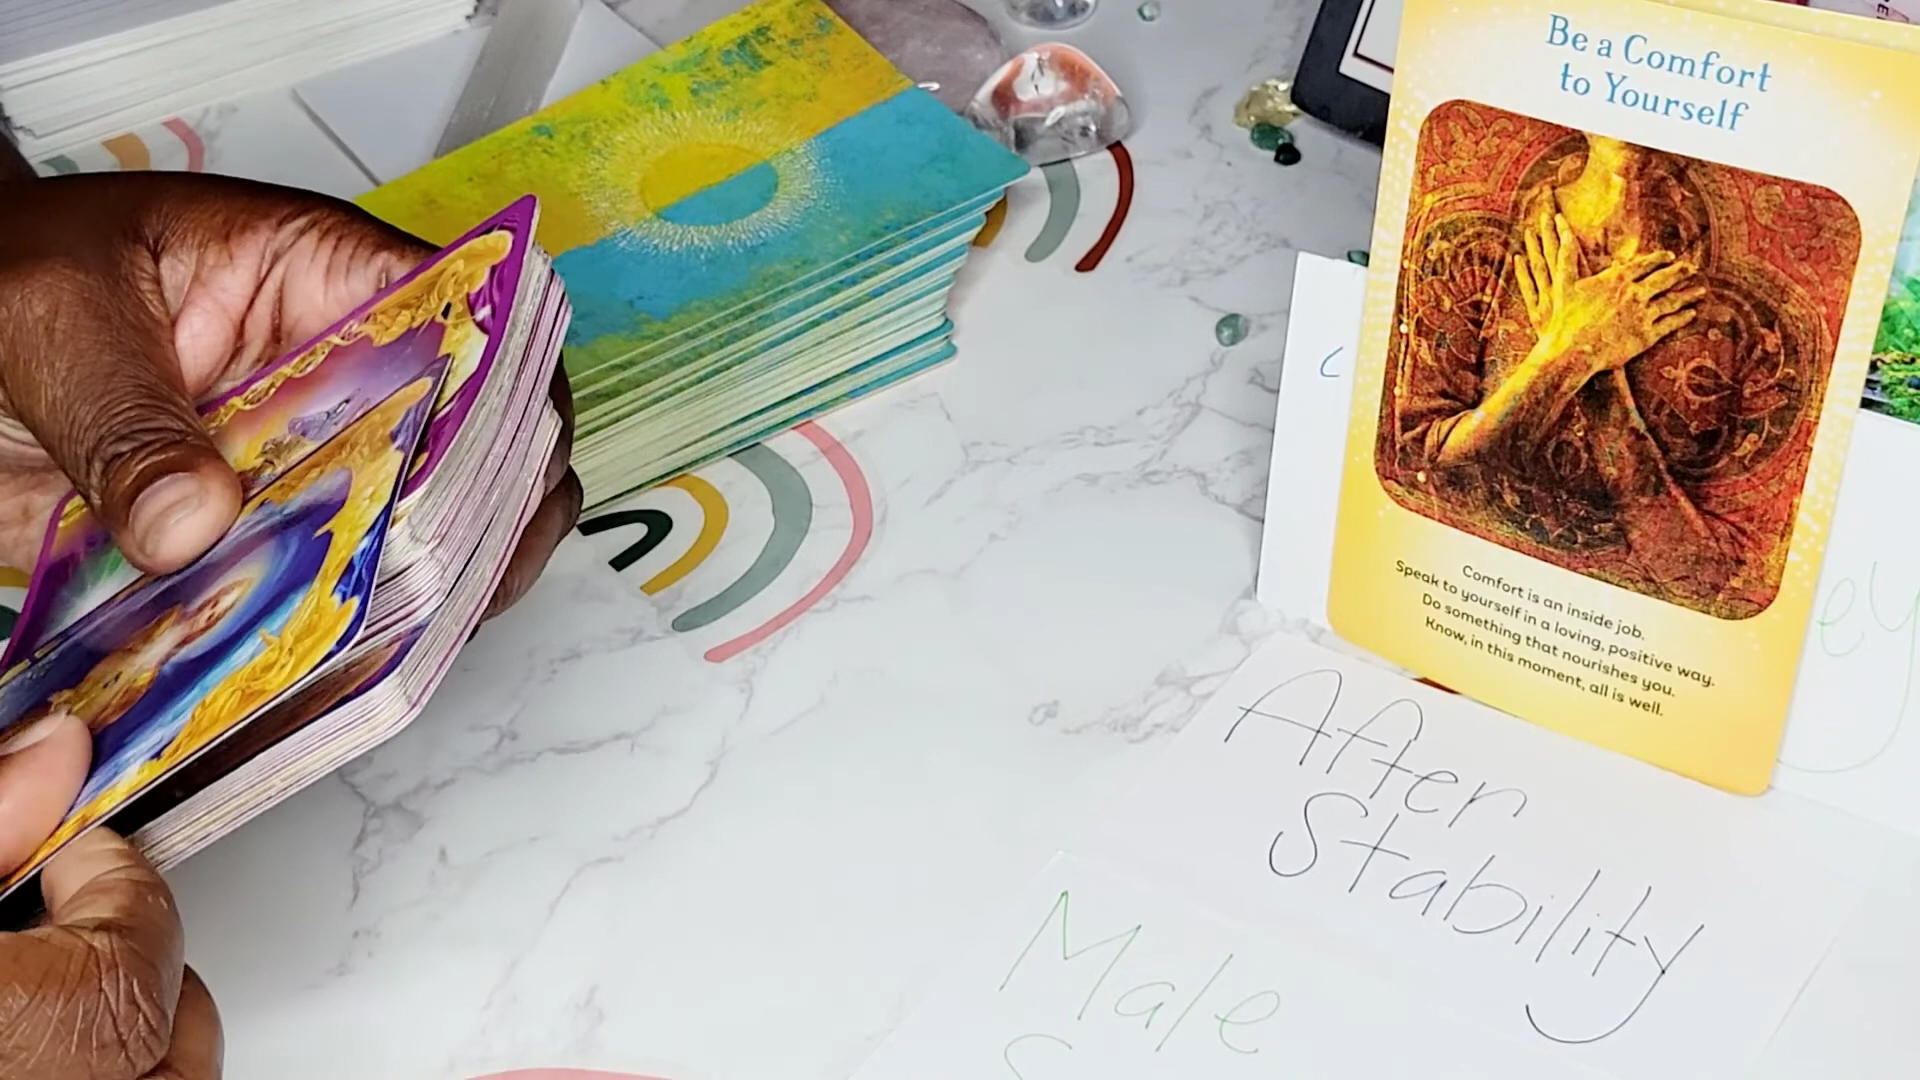 Be a Comfort
to Yourself
Comfort is an inside job.
Speak to yourself in a loving, positive way.
Do something that nourishes you.
Know, in this moment, all is well.
After
Stability
Male